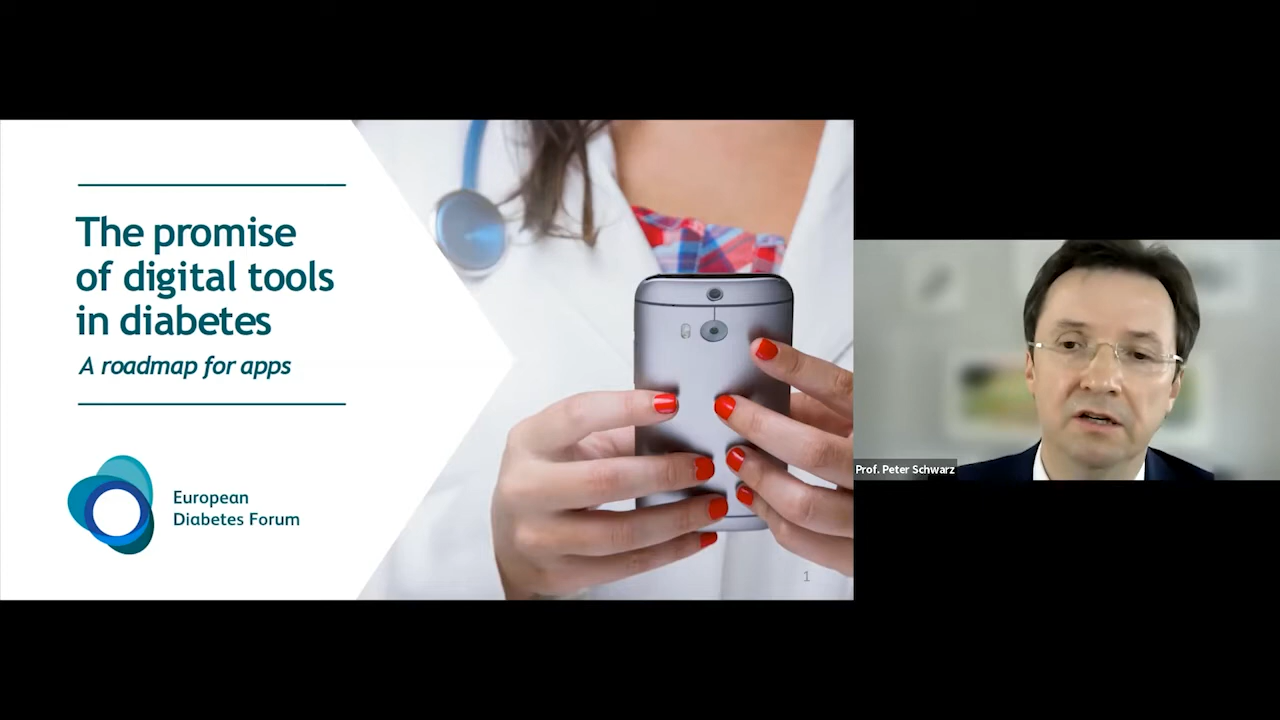 The promise
of digital tools
in diabetes
A roadmap for apps
European
Diabetes Forum
1
Prof. Peter Schwarz